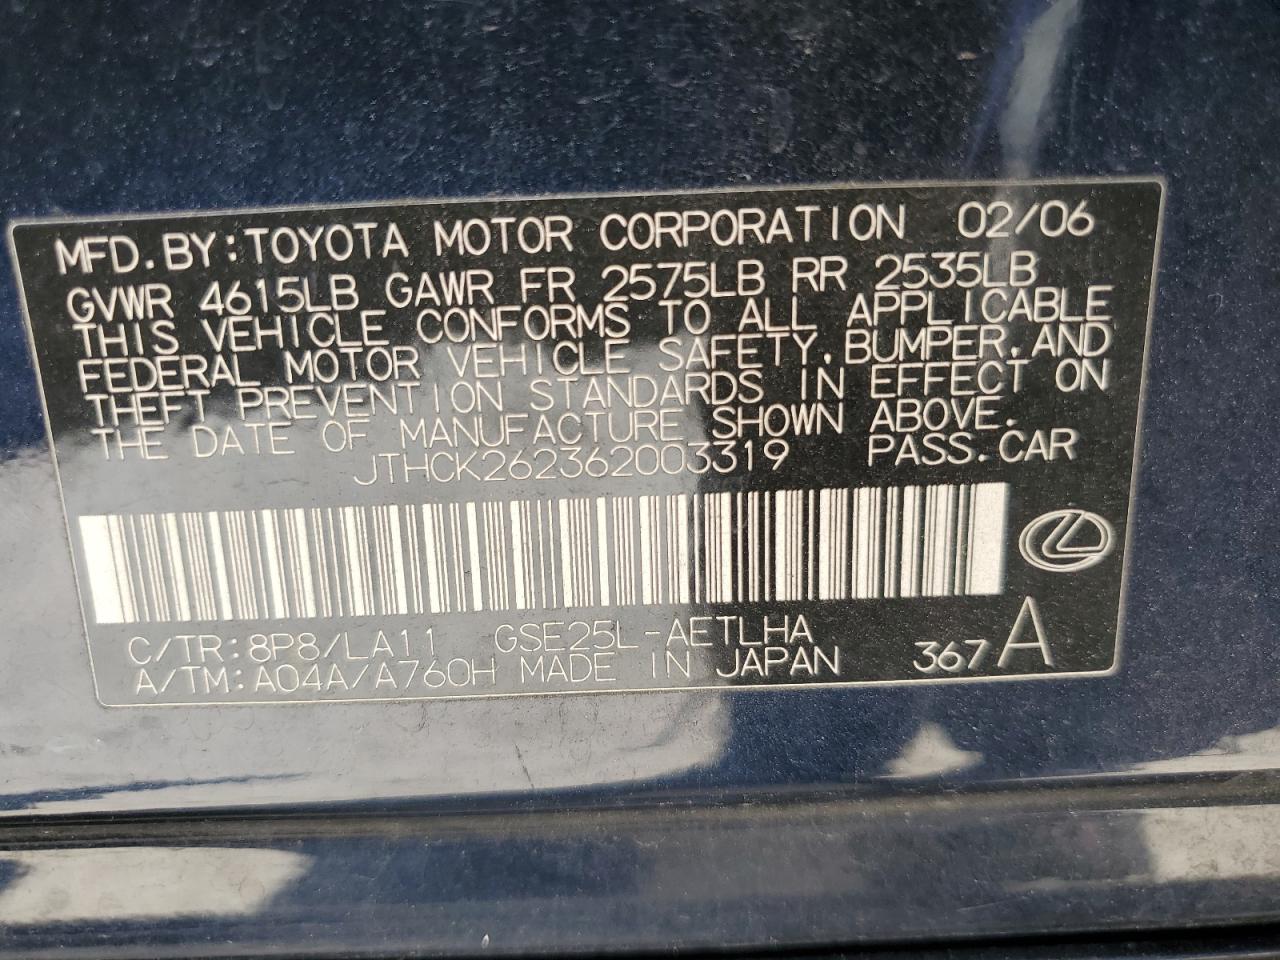 MFD. BY: TOYOTA MOTOR CORPORATION 02/06
GVWR 4615LB GAWR FR 2575LB RR 2535LB
THIS VEHICLE CONFORMS TO ALL APPLICABLE
FEDERAL MOTOR VEHICLE SAFETY, BUMPER, AND
THEFT PREVENTION STANDARDS IN EFFECT ON
THE DATE OF MANUFACTURE SHOWN ABOVE.
JTHCK262362003319 PASS. CAR
C/TR: 8P8/LA11 GSE25L-AETLHA
A/TM: A04A/A760H MADE IN JAPAN 367 A